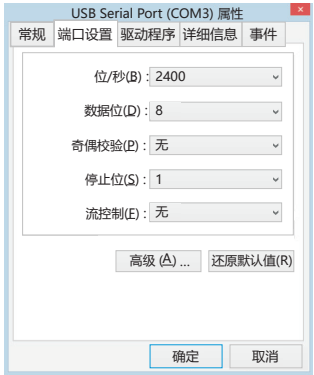 USB Serial Port (COM3) 属性
常规 端口设置 驱动程序 详细信息 事件
位/秒(B) : 2400
数据位(D) : 8
奇偶校验(P) : 无
停止位(S) : 1
流控制(F) : 无
高级 (A) ... 还原默认值(R)
确定 取消